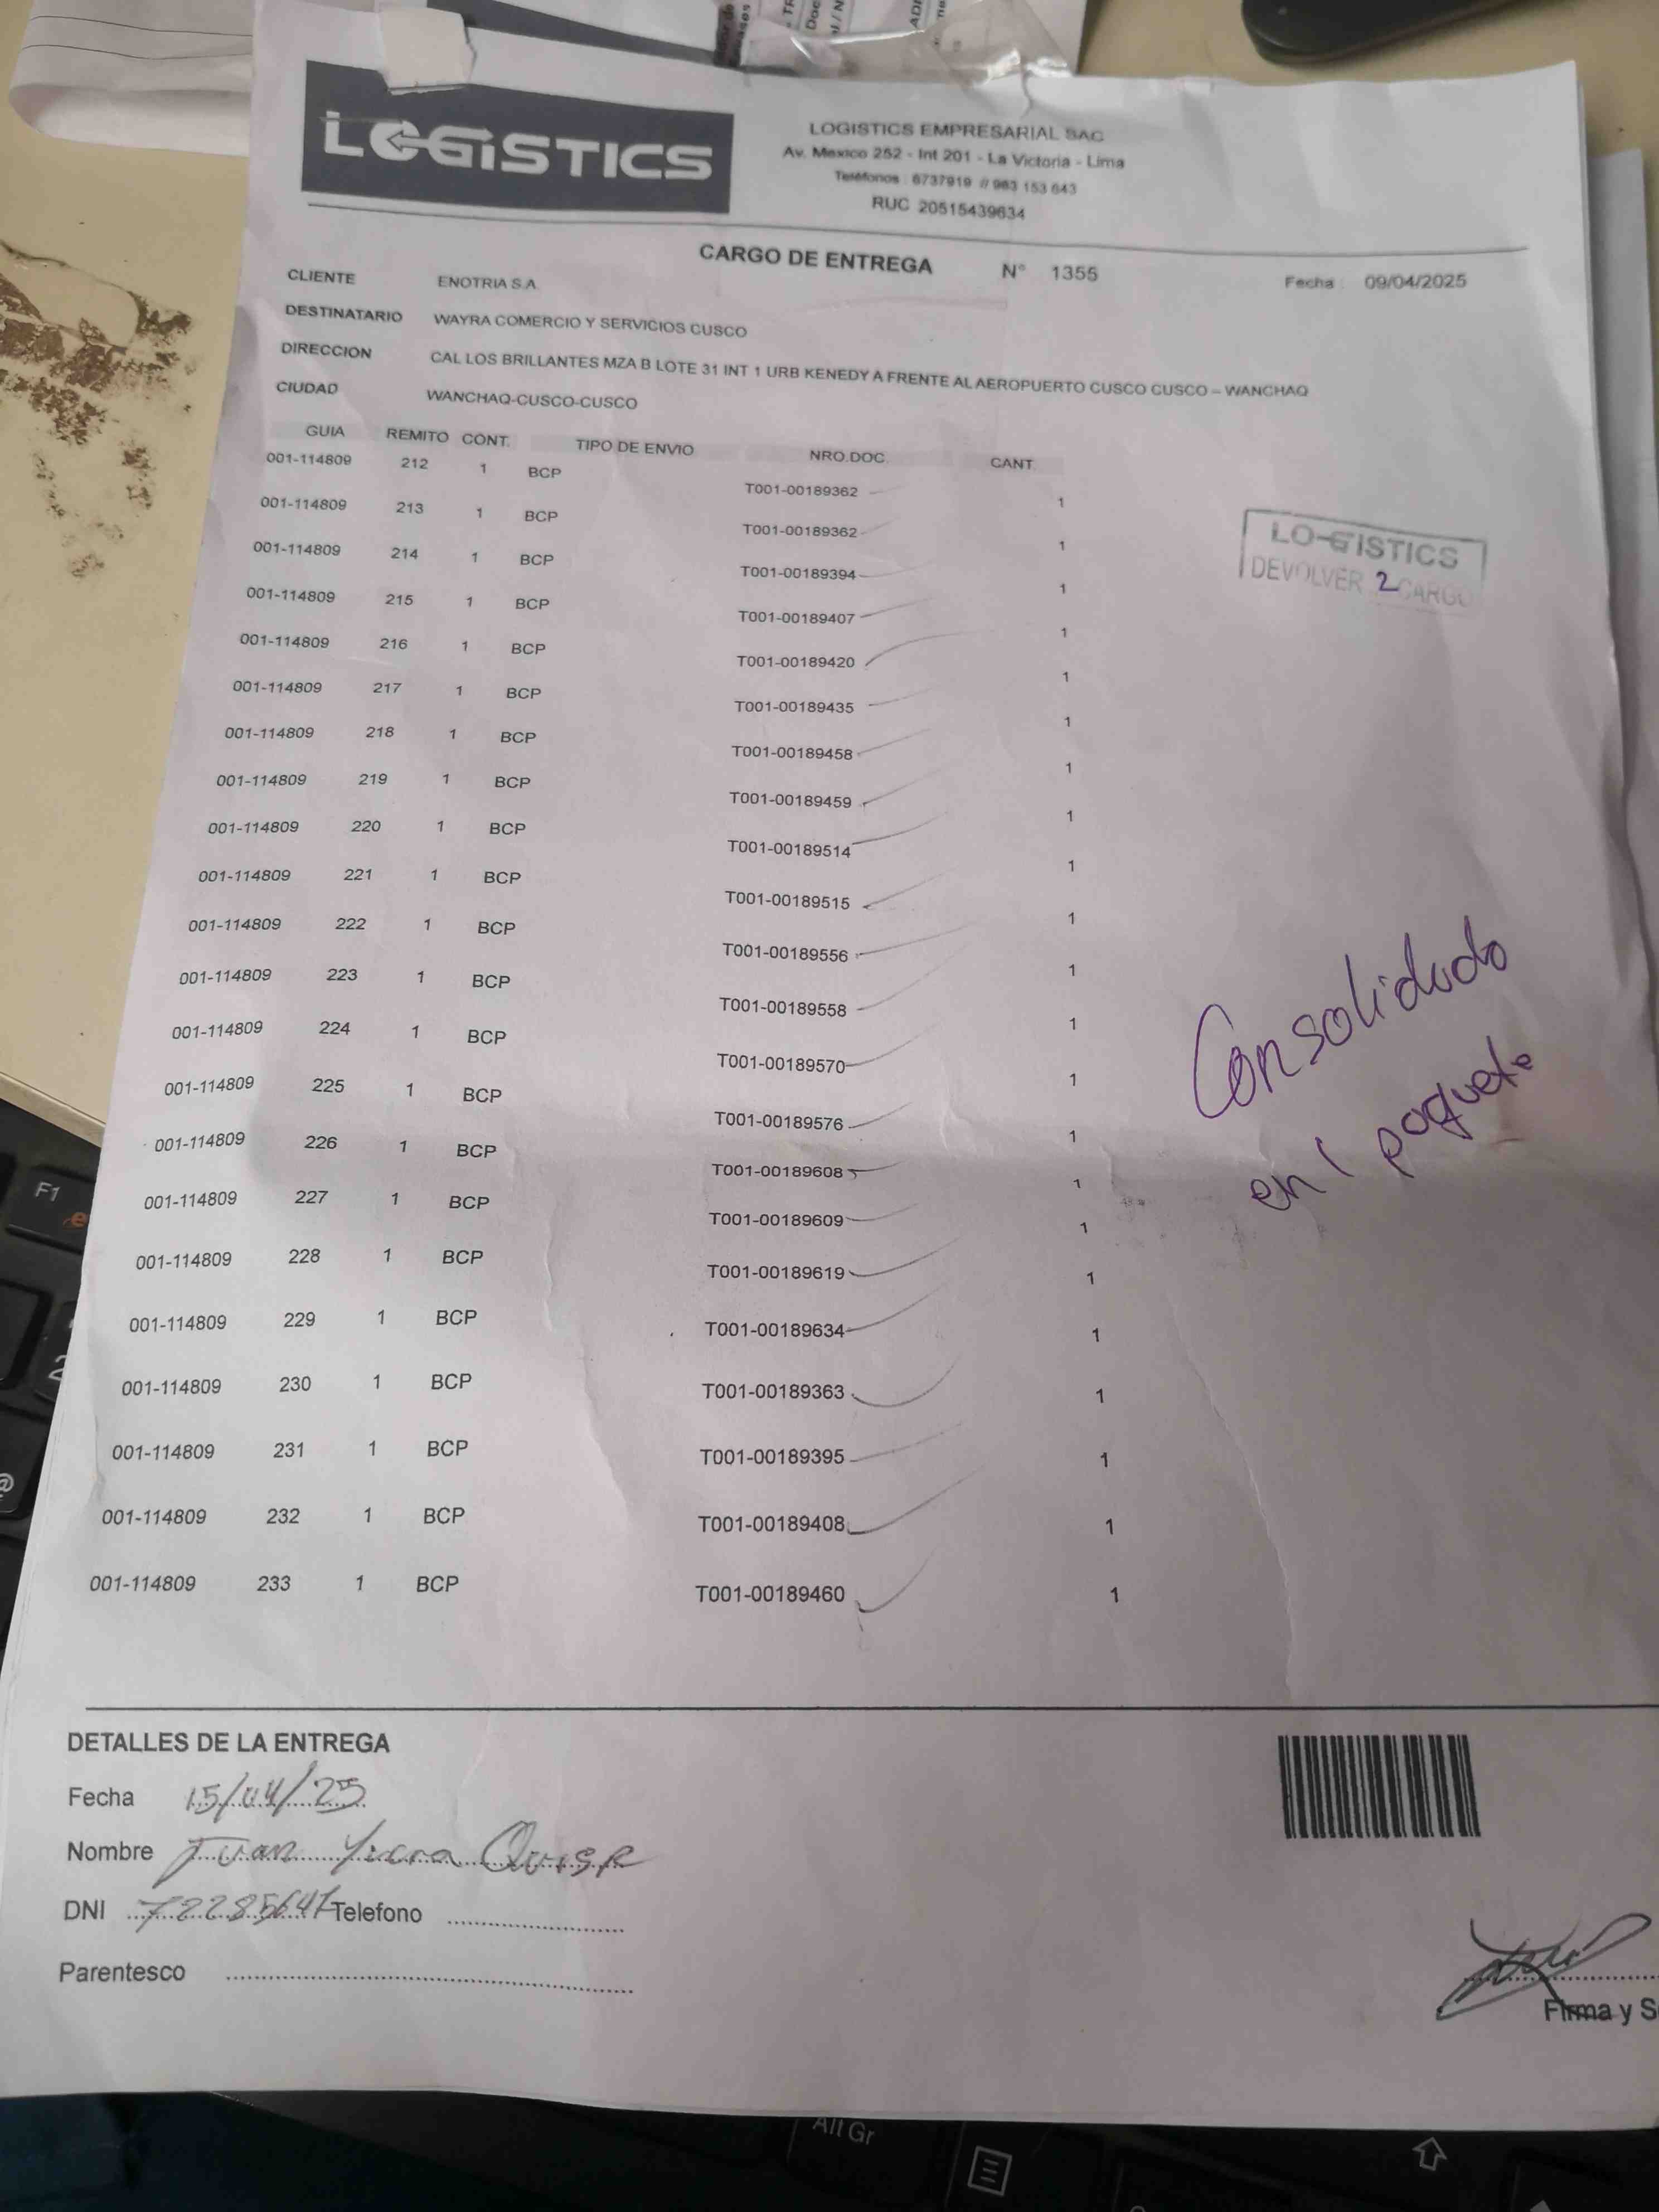 LOGISTICS
LOGISTICS EMPRESARIAL SAC
Av. Mexico 252 - Int 201 - La Victoria - Lima
Teléfonos : 6737919 // 963 153 643
RUC 20515439634
CARGO DE ENTREGA N° 1355 Fecha : 09/04/2025
CLIENTE ENOTRIA S.A.
DESTINATARIO WAYRA COMERCIO Y SERVICIOS CUSCO
DIRECCION CAL LOS BRILLANTES MZA B LOTE 31 INT 1 URB KENEDY A FRENTE AL AEROPUERTO CUSCO CUSCO – WANCHAQ
CIUDAD WANCHAQ-CUSCO-CUSCO
GUIA REMITO CONT. TIPO DE ENVIO NRO.DOC. CANT.
001-114809 212 1 BCP T001-00189362 1
001-114809 213 1 BCP T001-00189362 1
001-114809 214 1 BCP T001-00189394 1
001-114809 215 1 BCP T001-00189407 1
001-114809 216 1 BCP T001-00189420 1
001-114809 217 1 BCP T001-00189435 1
001-114809 218 1 BCP T001-00189458 1
001-114809 219 1 BCP T001-00189459 1
001-114809 220 1 BCP T001-00189514 1
001-114809 221 1 BCP T001-00189515 1
001-114809 222 1 BCP T001-00189556 1
001-114809 223 1 BCP T001-00189558 1
001-114809 224 1 BCP T001-00189570 1
001-114809 225 1 BCP T001-00189576 1
001-114809 226 1 BCP T001-00189608 1
001-114809 227 1 BCP T001-00189609 1
001-114809 228 1 BCP T001-00189619 1
001-114809 229 1 BCP T001-00189634 1
001-114809 230 1 BCP T001-00189363 1
001-114809 231 1 BCP T001-00189395 1
001-114809 232 1 BCP T001-00189408 1
001-114809 233 1 BCP T001-00189460 1
LOGISTICS
DEVOLVER 2 CARGO
Consolidado
en 1 paquete
DETALLES DE LA ENTREGA
Fecha 15/04/25
Nombre Juan Yucra Quispe
DNI 72285647 Telefono
Parentesco
Firma y S
F1
Alt Gr